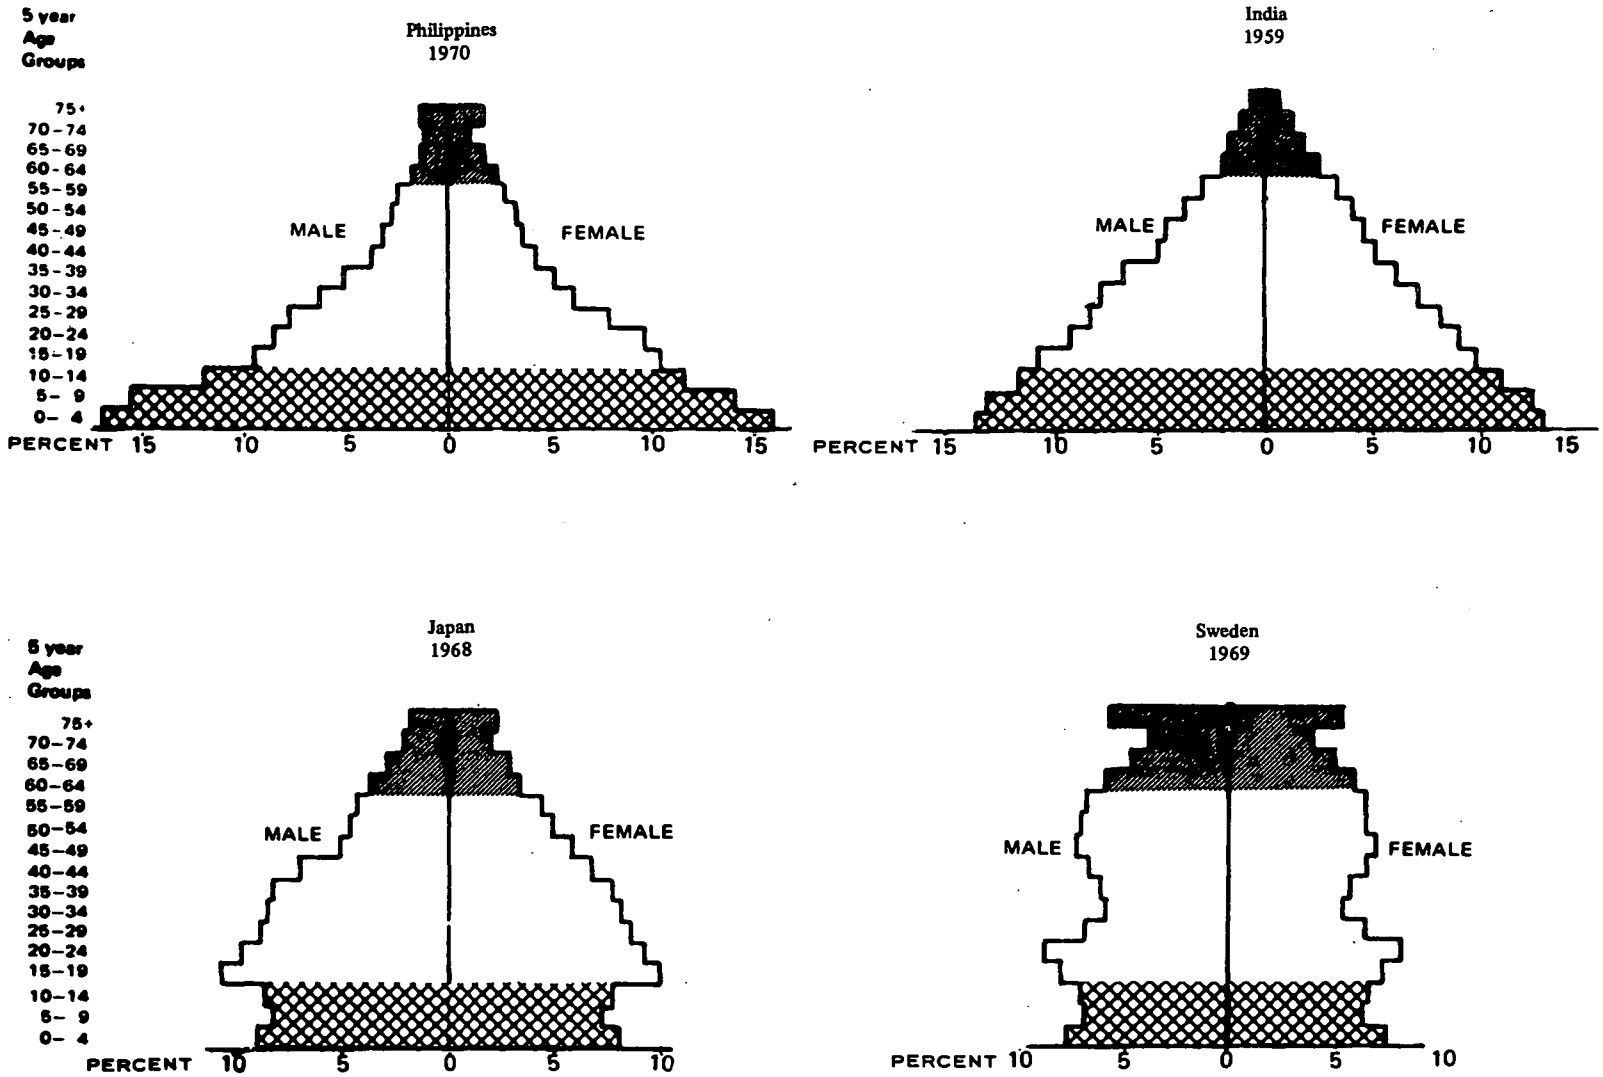 5 year
Age
Groups
Philippines
1970
75+
70-74
65-69
60-64
55-59
50-54
45-49
40-44
35-39
30-34
25-29
20-24
15-19
10-14
5- 9
0- 4
MALE
FEMALE
PERCENT 15 10 5 0 5 10 15
India
1959
MALE
FEMALE
PERCENT 15 10 5 0 5 10 15
5 year
Age
Groups
Japan
1968
75+
70-74
65-69
60-64
55-59
50-54
45-49
40-44
35-39
30-34
25-29
20-24
15-19
10-14
5- 9
0- 4
MALE
FEMALE
PERCENT 10 5 0 5 10
Sweden
1969
MALE
FEMALE
PERCENT 10 5 0 5 10